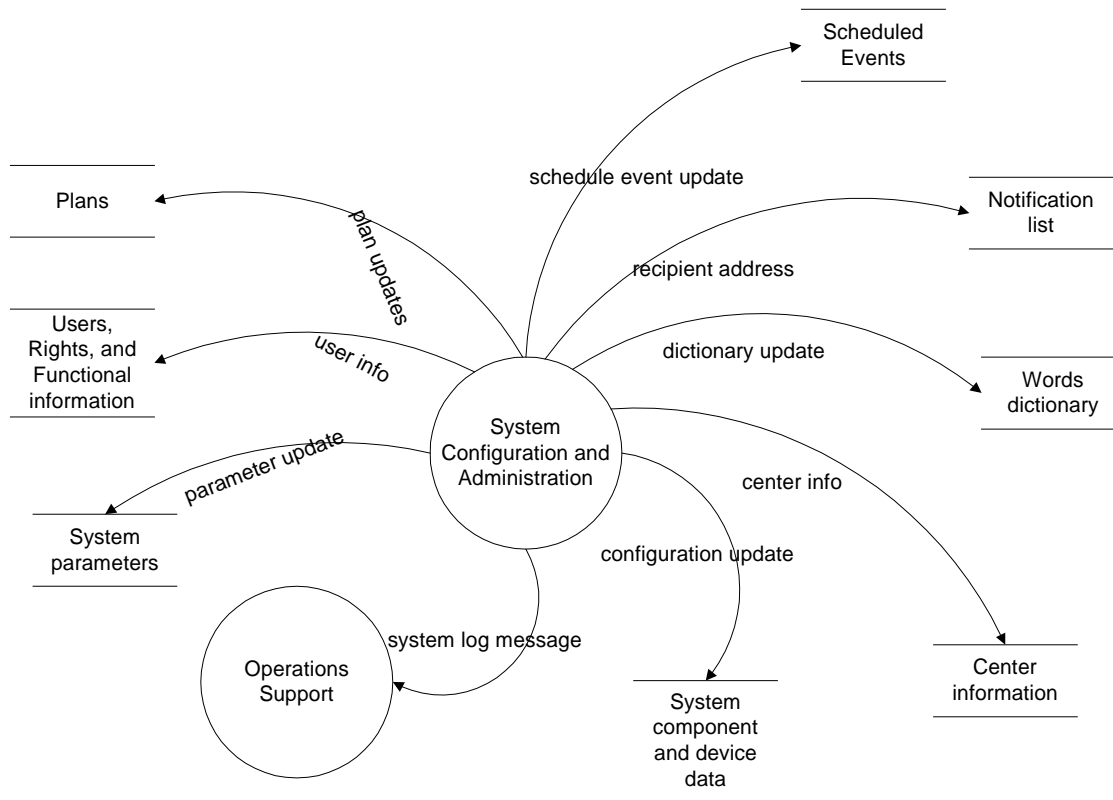 Scheduled
Events
schedule event update
Plans
plan updates
Notification
list
recipient address
Users,
Rights, and
Functional
information
user info
dictionary update
Words
dictionary
System
Configuration and
Administration
parameter update
center info
System
parameters
configuration update
system log message
Operations
Support
Center
information
System
component
and device
data